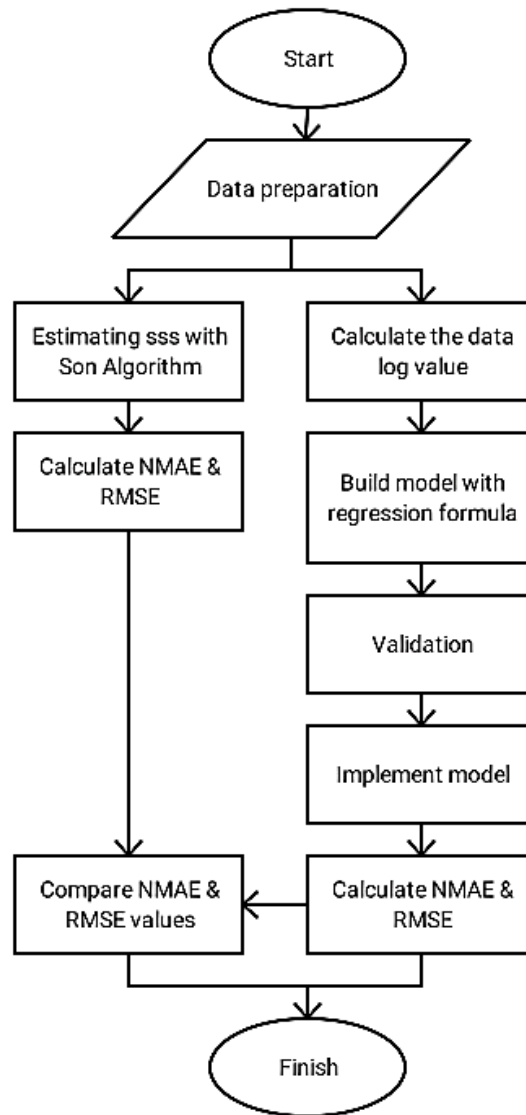 Start
Data preparation
Estimating sss with
Son Algorithm
Calculate NMAE &
RMSE
Calculate the data
log value
Build model with
regression formula
Validation
Implement model
Calculate NMAE &
RMSE
Compare NMAE &
RMSE values
Finish